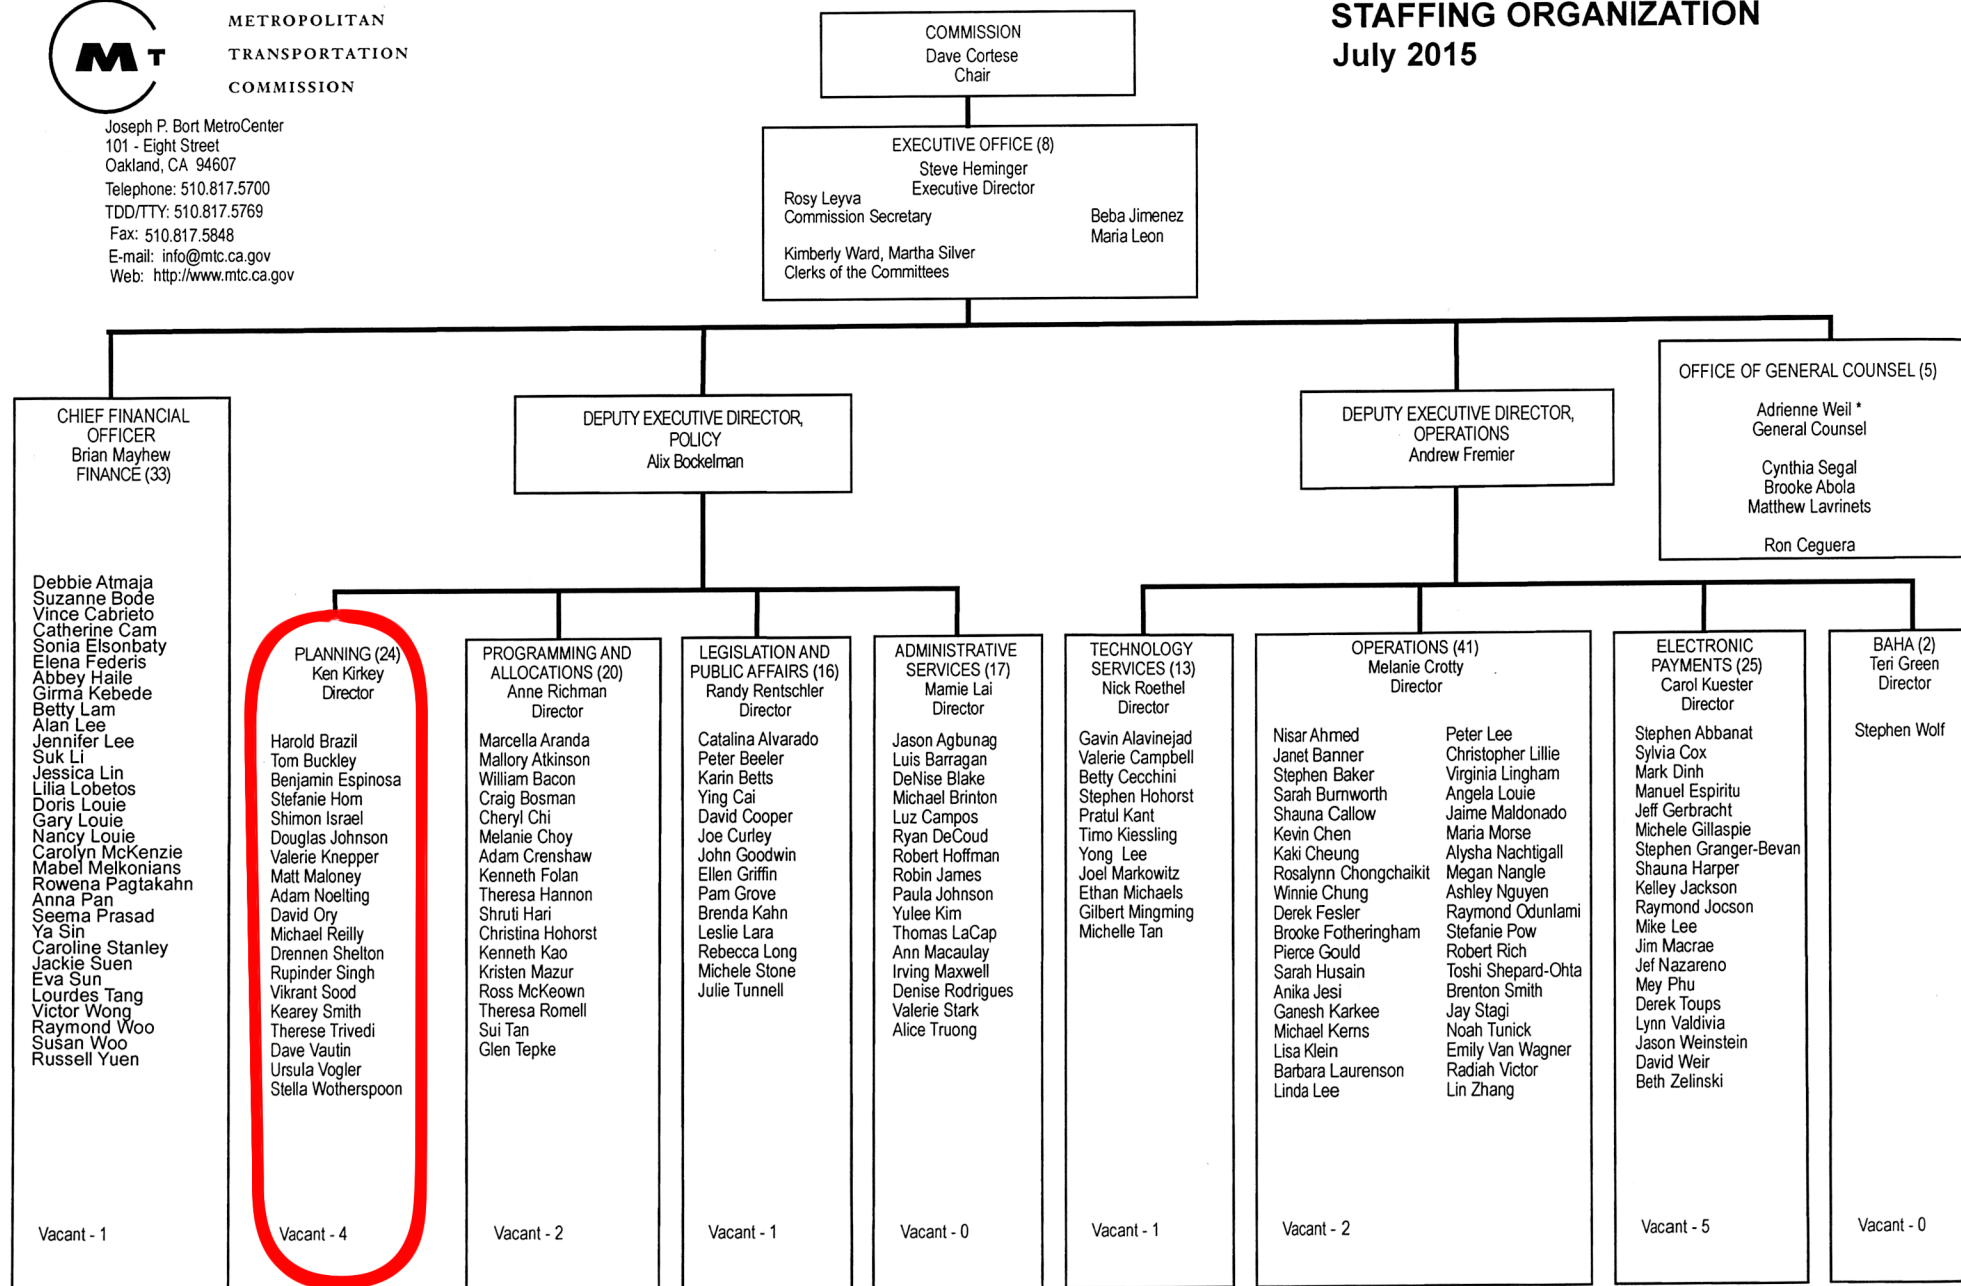 METROPOLITAN
TRANSPORTATION
COMMISSION
M T
Joseph P. Bort MetroCenter
101 - Eight Street
Oakland, CA 94607
Telephone: 510.817.5700
TDD/TTY: 510.817.5769
Fax: 510.817.5848
E-mail: info@mtc.ca.gov
Web: http://www.mtc.ca.gov
STAFFING ORGANIZATION
July 2015
COMMISSION
Dave Cortese
Chair
EXECUTIVE OFFICE (8)
Steve Heminger
Executive Director
Rosy Leyva
Commission Secretary
Kimberly Ward, Martha Silver
Clerks of the Committees
Beba Jimenez
Maria Leon
CHIEF FINANCIAL
OFFICER
Brian Mayhew
FINANCE (33)
Debbie Atmaja
Suzanne Bode
Vince Cabrieto
Catherine Cam
Sonia Elsonbaty
Elena Federis
Abbey Haile
Girma Kebede
Betty Lam
Alan Lee
Jennifer Lee
Suk Li
Jessica Lin
Lilia Lobetos
Doris Louie
Gary Louie
Nancy Louie
Carolyn McKenzie
Mabel Melkonians
Rowena Pagtakahn
Anna Pan
Seema Prasad
Ya Sin
Caroline Stanley
Jackie Suen
Eva Sun
Lourdes Tang
Victor Wong
Raymond Woo
Susan Woo
Russell Yuen
Vacant - 1
DEPUTY EXECUTIVE DIRECTOR,
POLICY
Alix Bockelman
DEPUTY EXECUTIVE DIRECTOR,
OPERATIONS
Andrew Fremier
OFFICE OF GENERAL COUNSEL (5)
Adrienne Weil *
General Counsel
Cynthia Segal
Brooke Abola
Matthew Lavrinets
Ron Ceguera
PLANNING (24)
Ken Kirkey
Director
Harold Brazil
Tom Buckley
Benjamin Espinosa
Stefanie Hom
Shimon Israel
Douglas Johnson
Valerie Knepper
Matt Maloney
Adam Noelting
David Ory
Michael Reilly
Drennen Shelton
Rupinder Singh
Vikrant Sood
Kearey Smith
Therese Trivedi
Dave Vautin
Ursula Vogler
Stella Wotherspoon
Vacant - 4
PROGRAMMING AND
ALLOCATIONS (20)
Anne Richman
Director
Marcella Aranda
Mallory Atkinson
William Bacon
Craig Bosman
Cheryl Chi
Melanie Choy
Adam Crenshaw
Kenneth Folan
Theresa Hannon
Shruti Hari
Christina Hohorst
Kenneth Kao
Kristen Mazur
Ross McKeown
Theresa Romell
Sui Tan
Glen Tepke
Vacant - 2
LEGISLATION AND
PUBLIC AFFAIRS (16)
Randy Rentschler
Director
Catalina Alvarado
Peter Beeler
Karin Betts
Ying Cai
David Cooper
Joe Curley
John Goodwin
Ellen Griffin
Pam Grove
Brenda Kahn
Leslie Lara
Rebecca Long
Michele Stone
Julie Tunnell
Vacant - 1
ADMINISTRATIVE
SERVICES (17)
Mamie Lai
Director
Jason Agbunag
Luis Barragan
DeNise Blake
Michael Brinton
Luz Campos
Ryan DeCoud
Robert Hoffman
Robin James
Paula Johnson
Yulee Kim
Thomas LaCap
Ann Macaulay
Irving Maxwell
Denise Rodrigues
Valerie Stark
Alice Truong
Vacant - 0
TECHNOLOGY
SERVICES (13)
Nick Roethel
Director
Gavin Alavinejad
Valerie Campbell
Betty Cecchini
Stephen Hohorst
Pratul Kant
Timo Kiessling
Yong Lee
Joel Markowitz
Ethan Michaels
Gilbert Mingming
Michelle Tan
Vacant - 1
OPERATIONS (41)
Melanie Crotty
Director
Nisar Ahmed
Janet Banner
Stephen Baker
Sarah Burnworth
Shauna Callow
Kevin Chen
Kaki Cheung
Rosalynn Chongchaikit
Winnie Chung
Derek Fesler
Brooke Fotheringham
Pierce Gould
Sarah Husain
Anika Jesi
Ganesh Karkee
Michael Kerns
Lisa Klein
Barbara Laurenson
Linda Lee
Peter Lee
Christopher Lillie
Virginia Lingham
Angela Louie
Jaime Maldonado
Maria Morse
Alysha Nachtigall
Megan Nangle
Ashley Nguyen
Raymond Odunlami
Stefanie Pow
Robert Rich
Toshi Shepard-Ohta
Brenton Smith
Jay Stagi
Noah Tunick
Emily Van Wagner
Radiah Victor
Lin Zhang
Vacant - 2
ELECTRONIC
PAYMENTS (25)
Carol Kuester
Director
Stephen Abbanat
Sylvia Cox
Mark Dinh
Manuel Espiritu
Jeff Gerbracht
Michele Gillaspie
Stephen Granger-Bevan
Shauna Harper
Kelley Jackson
Raymond Jocson
Mike Lee
Jim Macrae
Jef Nazareno
Mey Phu
Derek Toups
Lynn Valdivia
Jason Weinstein
David Weir
Beth Zelinski
Vacant - 5
BAHA (2)
Teri Green
Director
Stephen Wolf
Vacant - 0